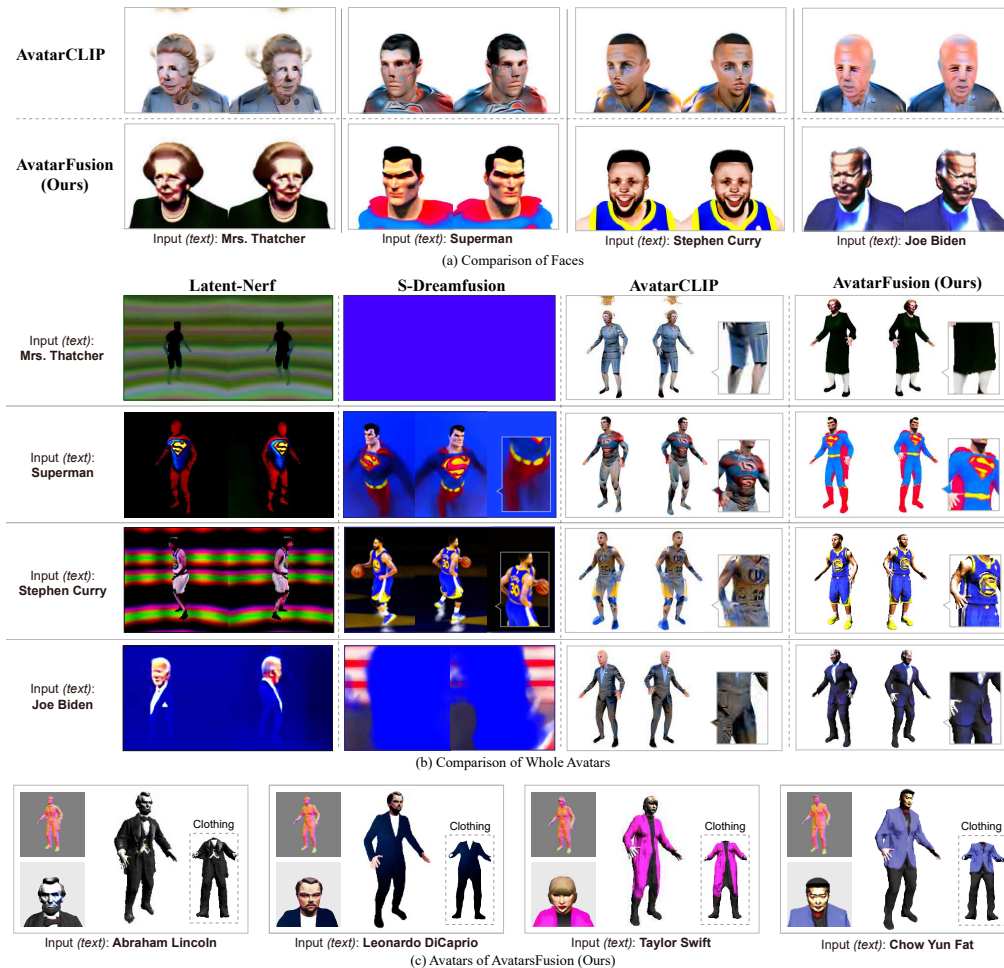 AvatarCLIP
AvatarFusion
(Ours)
Input (text): Mrs. Thatcher
Input (text): Superman
Input (text): Stephen Curry
Input (text): Joe Biden
(a) Comparison of Faces
Latent-Nerf
S-Dreamfusion
AvatarCLIP
AvatarFusion (Ours)
Input (text):
Mrs. Thatcher
Input (text):
Superman
Input (text):
Stephen Curry
30
30
Input (text):
Joe Biden
(b) Comparison of Whole Avatars
Clothing
Clothing
Clothing
Clothing
Input (text): Abraham Lincoln
Input (text): Leonardo DiCaprio
Input (text): Taylor Swift
Input (text): Chow Yun Fat
(c) Avatars of AvatarsFusion (Ours)